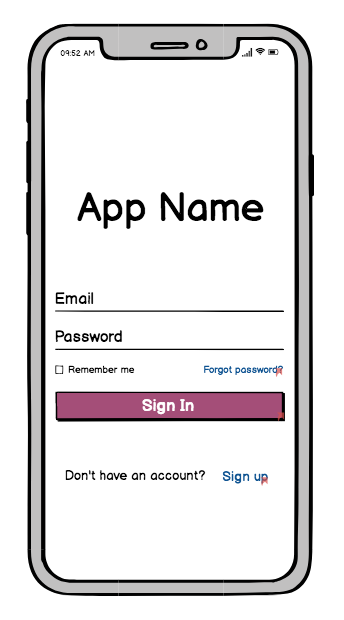 09:52 AM
App Name
Email
Password
Remember me Forgot password?
Sign In
Don't have an account? Sign up